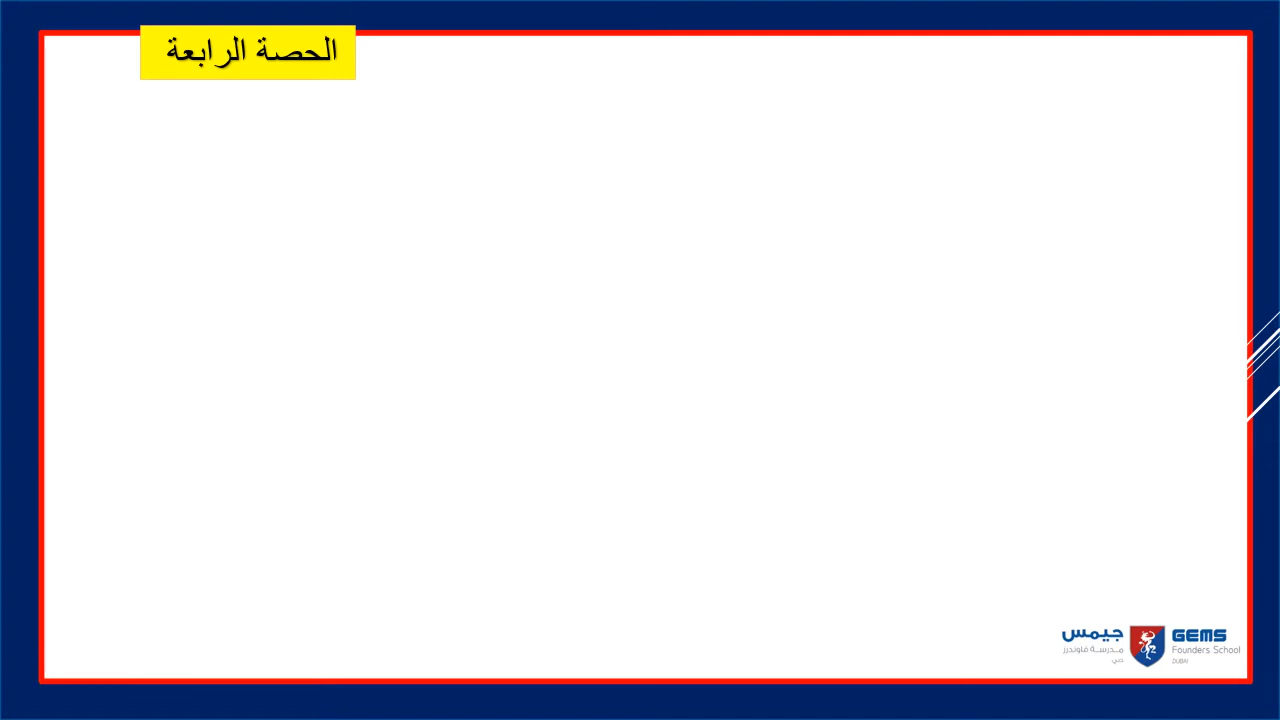 الحصة الرابعة
جيمس
مدرسة فاوندرز
دبي
GEMS
Founders School
DUBAI